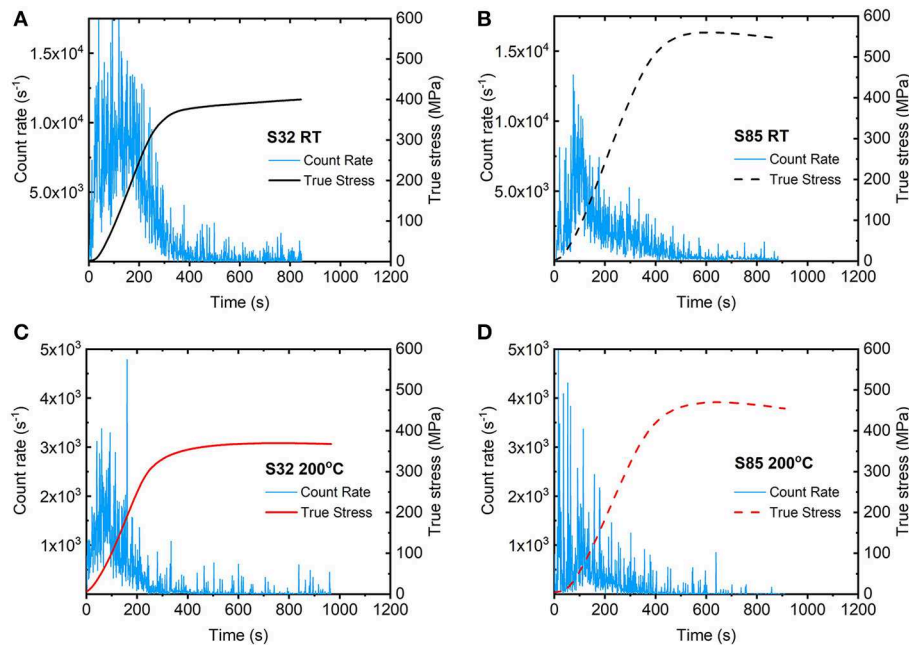 A
B
Count rate (s⁻¹)
1.5x10⁴
1.0x10⁴
5.0x10³
0 200 400 600 800 1000 1200
Time (s)
600
500
400
300
200
100
0
True stress (MPa)
S32 RT
Count Rate
True Stress
Count rate (s⁻¹)
1.5x10⁴
1.0x10⁴
5.0x10³
0 200 400 600 800 1000 1200
Time (s)
600
500
400
300
200
100
0
True stress (MPa)
S85 RT
Count Rate
True Stress
C
D
Count rate (s⁻¹)
5x10³
4x10³
3x10³
2x10³
1x10³
0 200 400 600 800 1000 1200
Time (s)
600
500
400
300
200
100
0
True stress (MPa)
S32 200°C
Count Rate
True Stress
Count rate (s⁻¹)
5x10³
4x10³
3x10³
2x10³
1x10³
0 200 400 600 800 1000 1200
Time (s)
600
500
400
300
200
100
0
True stress (MPa)
S85 200°C
Count Rate
True Stress